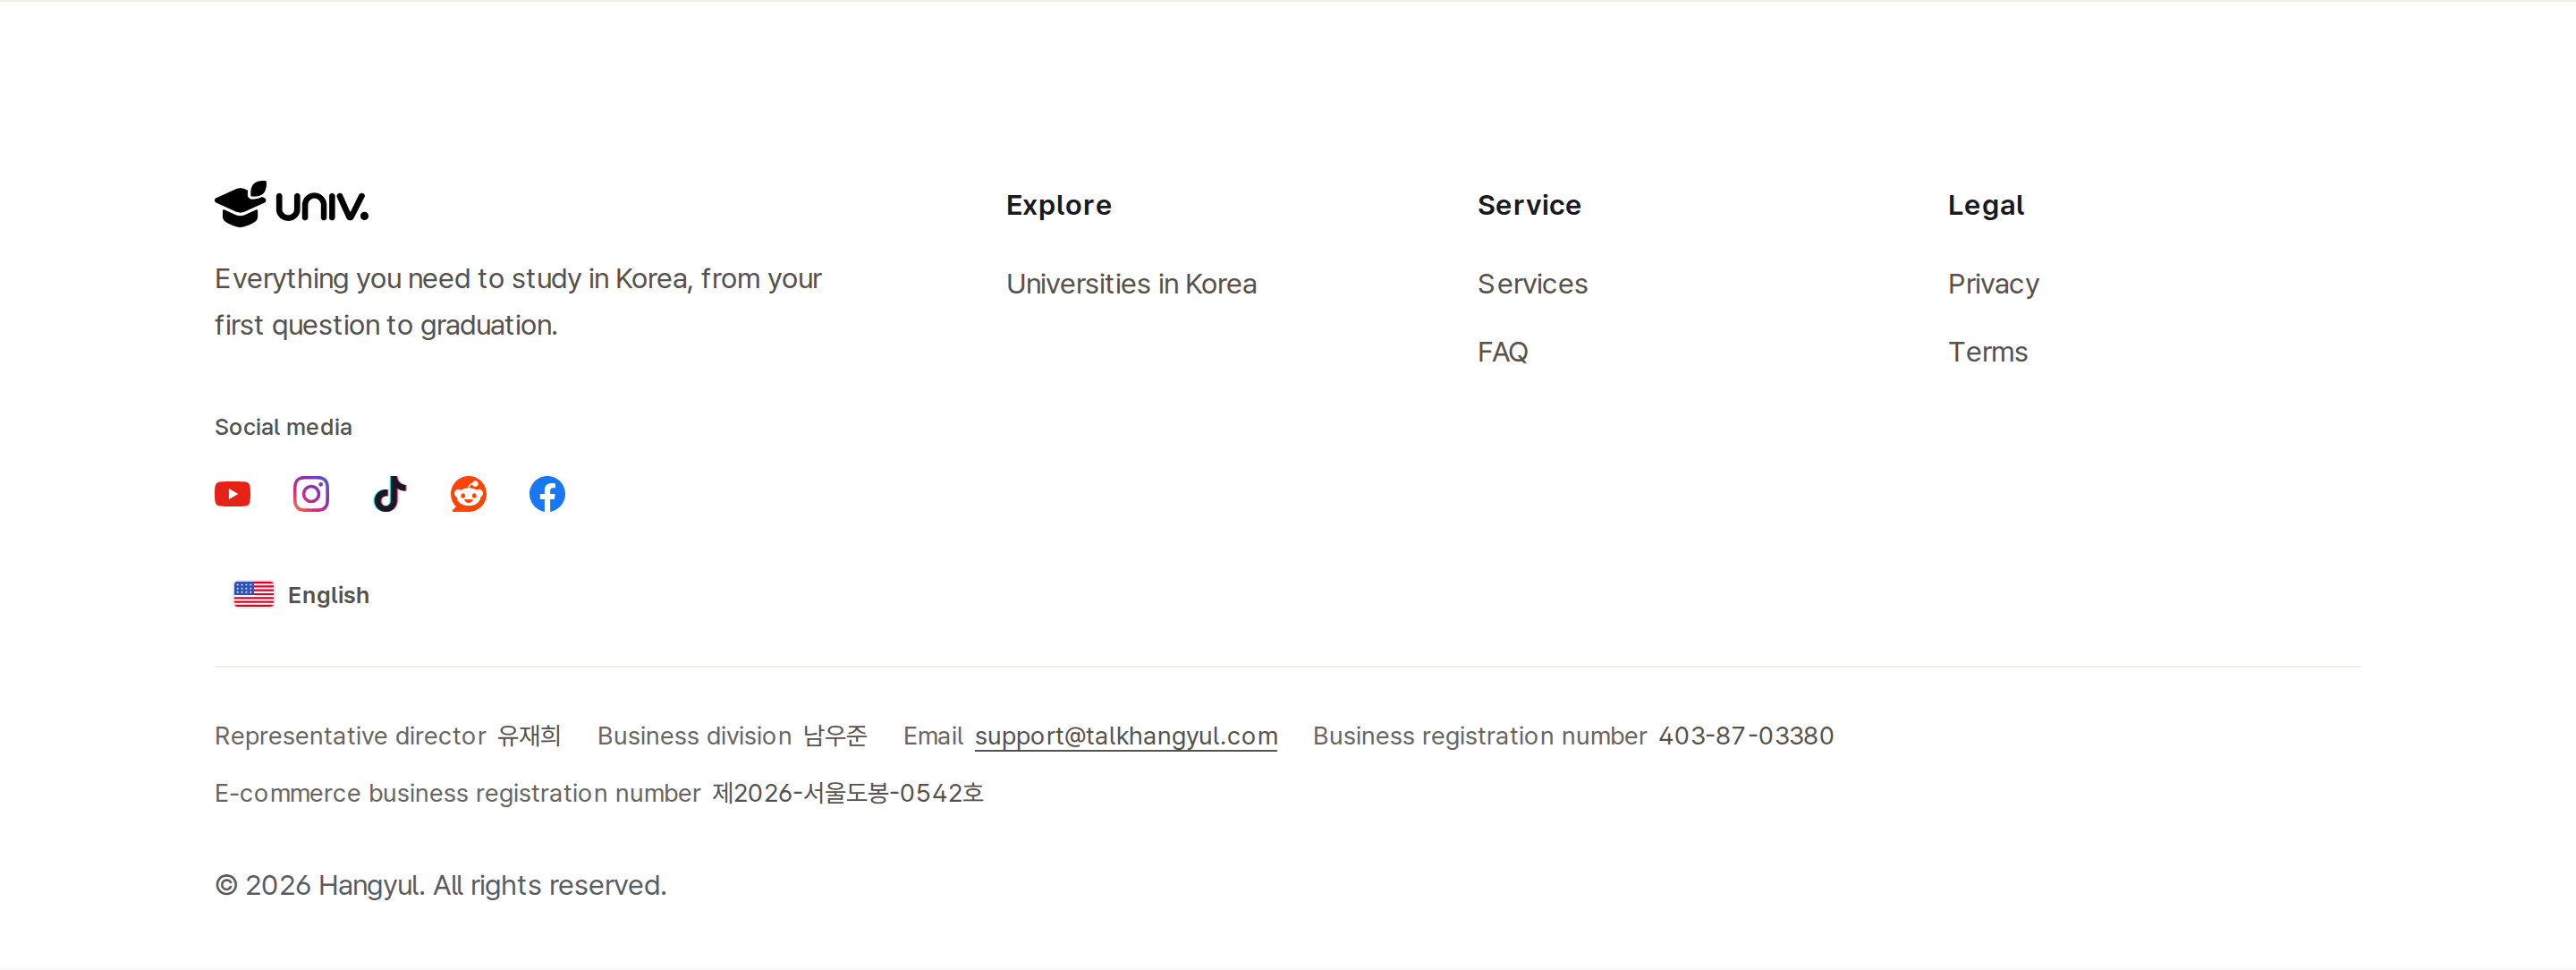 UNIV.
Everything you need to study in Korea, from your
first question to graduation.
Social media
English
Explore
Universities in Korea
Service
Services
FAQ
Legal
Privacy
Terms
Representative director 유재희 Business division 남우준 Email support@talkhangyul.com Business registration number 403-87-03380
E-commerce business registration number 제2026-서울도봉-0542호
© 2026 Hangyul. All rights reserved.